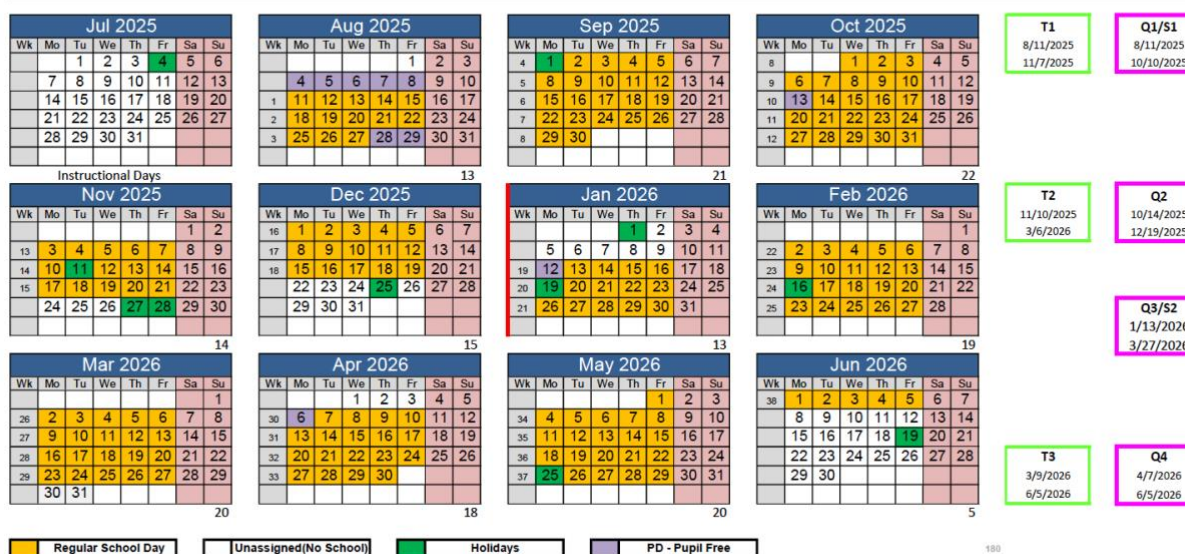 Jul 2025 Aug 2025 Sep 2025 Oct 2025 T1 Q1/S1
Wk Mo Tu We Th Fr Sa Su Wk Mo Tu We Th Fr Sa Su Wk Mo Tu We Th Fr Sa Su Wk Mo Tu We Th Fr Sa Su 8/11/2025 8/11/2025
1 2 3 4 5 6 1 2 3 4 1 2 3 4 5 6 7 8 1 2 3 4 5 11/7/2025 10/10/2025
7 8 9 10 11 12 13 4 5 6 7 8 9 10 5 8 9 10 11 12 13 14 9 6 7 8 9 10 11 12
14 15 16 17 18 19 20 1 11 12 13 14 15 16 17 6 15 16 17 18 19 20 21 10 13 14 15 16 17 18 19
21 22 23 24 25 26 27 2 18 19 20 21 22 23 24 7 22 23 24 25 26 27 28 11 20 21 22 23 24 25 26
28 29 30 31 3 25 26 27 28 29 30 31 8 29 30 12 27 28 29 30 31
Instructional Days 13 21 22
Nov 2025 Dec 2025 Jan 2026 Feb 2026 T2 Q2
Wk Mo Tu We Th Fr Sa Su Wk Mo Tu We Th Fr Sa Su Wk Mo Tu We Th Fr Sa Su Wk Mo Tu We Th Fr Sa Su 11/10/2025 10/14/2025
1 2 16 1 2 3 4 5 6 7 1 2 3 4 1 3/6/2026 12/19/2025
13 3 4 5 6 7 8 9 17 8 9 10 11 12 13 14 5 6 7 8 9 10 11 22 2 3 4 5 6 7 8
14 10 11 12 13 14 15 16 18 15 16 17 18 19 20 21 19 12 13 14 15 16 17 18 23 9 10 11 12 13 14 15
15 17 18 19 20 21 22 23 22 23 24 25 26 27 28 20 19 20 21 22 23 24 25 24 16 17 18 19 20 21 22 Q3/S2
24 25 26 27 28 29 30 29 30 31 21 26 27 28 29 30 31 25 23 24 25 26 27 28 1/13/2026
14 15 13 19 3/27/2026
Mar 2026 Apr 2026 May 2026 Jun 2026
Wk Mo Tu We Th Fr Sa Su Wk Mo Tu We Th Fr Sa Su Wk Mo Tu We Th Fr Sa Su Wk Mo Tu We Th Fr Sa Su
1 1 2 3 4 5 1 2 3 38 1 2 3 4 5 6 7
26 2 3 4 5 6 7 8 30 6 7 8 9 10 11 12 34 4 5 6 7 8 9 10 8 9 10 11 12 13 14
27 9 10 11 12 13 14 15 31 13 14 15 16 17 18 19 35 11 12 13 14 15 16 17 15 16 17 18 19 20 21
28 16 17 18 19 20 21 22 32 20 21 22 23 24 25 26 36 18 19 20 21 22 23 24 22 23 24 25 26 27 28 T3 Q4
29 23 24 25 26 27 28 29 33 27 28 29 30 37 25 26 27 28 29 30 31 29 30 3/9/2026 4/7/2026
30 31 6/5/2026 6/5/2026
20 18 20 5
Regular School Day Unassigned(No School) Holidays PD - Pupil Free 180